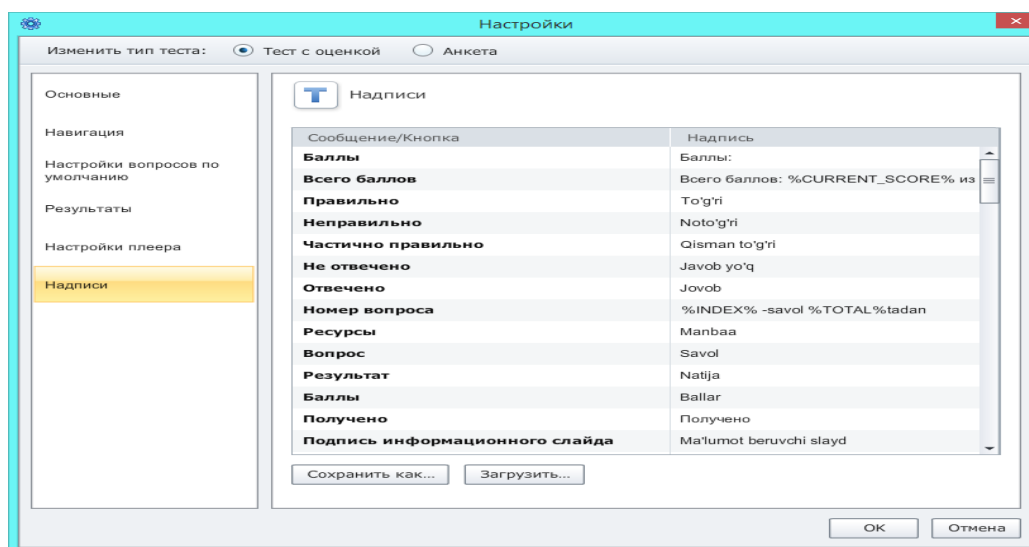 Настройки
Изменить тип теста: Тест с оценкой Анкета
Основные
Навигация
Настройки вопросов по
умолчанию
Результаты
Настройки плеера
Надписи
Надписи
Сообщение/Кнопка Надпись
Баллы Баллы:
Всего баллов Всего баллов: %CURRENT_SCORE% из
Правильно To'g'ri
Неправильно Noto'g'ri
Частично правильно Qisman to'g'ri
Не отвечено Javob yo'q
Отвечено Jovob
Номер вопроса %INDEX% -savol %TOTAL%tadan
Ресурсы Manbaa
Вопрос Savol
Результат Natija
Баллы Ballar
Получено Получено
Подпись информационного слайда Ma'lumot beruvchi slayd
Сохранить как... Загрузить...
OK Отмена